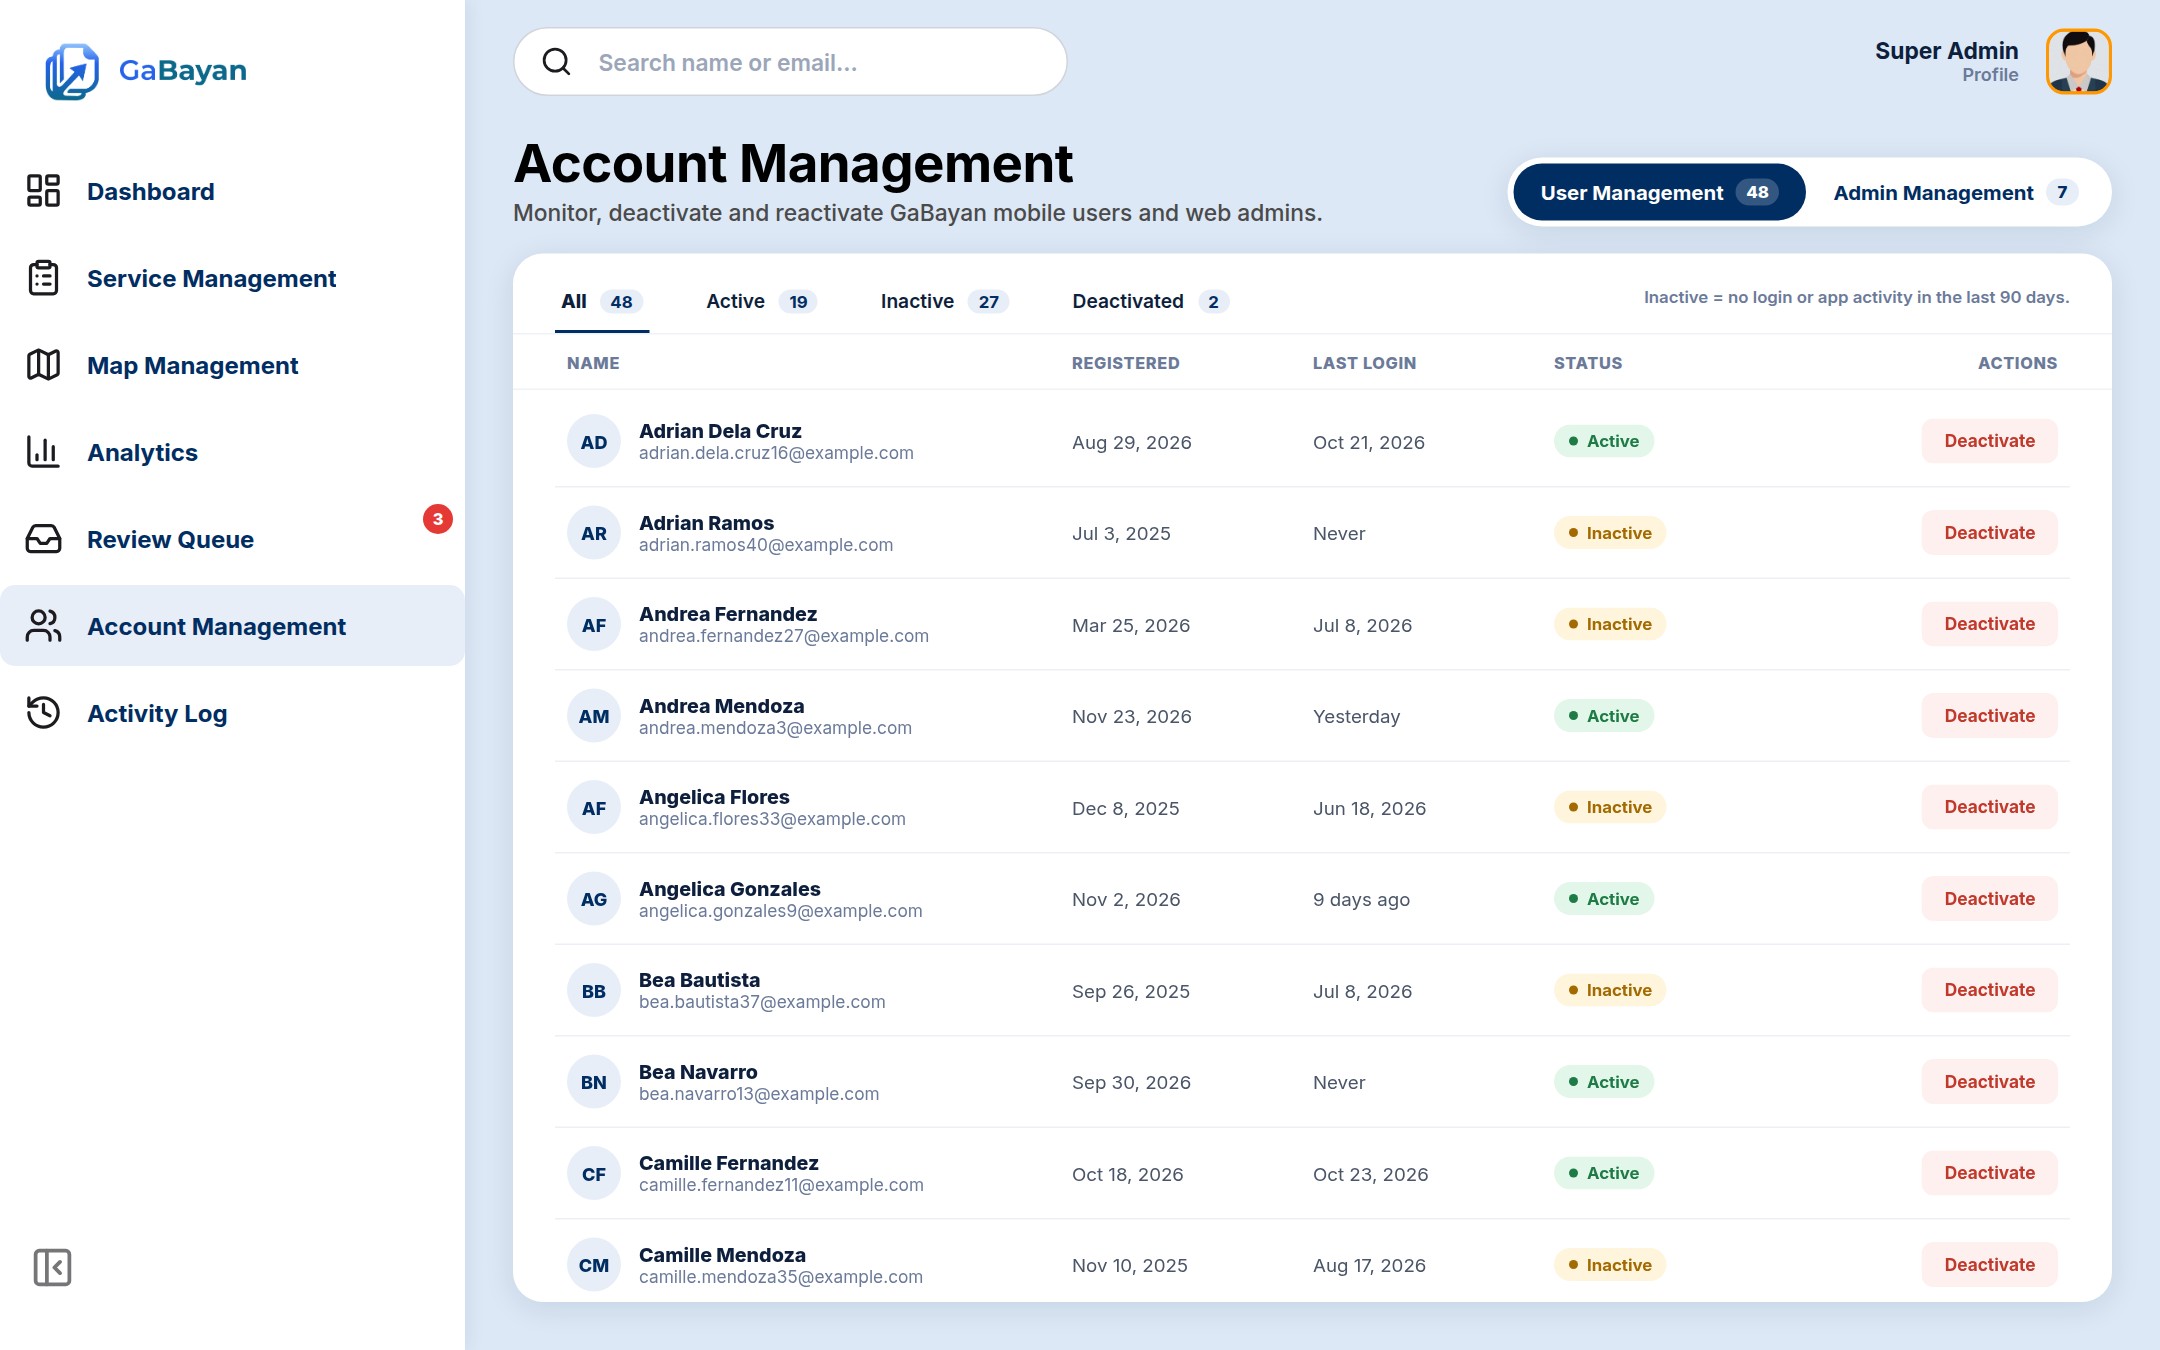 GaBayan
Search name or email...
Super Admin
Profile
Dashboard
Service Management
Map Management
Analytics
Review Queue 3
Account Management
Activity Log
Account Management
Monitor, deactivate and reactivate GaBayan mobile users and web admins.
User Management 48 Admin Management 7
All 48 Active 19 Inactive 27 Deactivated 2
Inactive = no login or app activity in the last 90 days.
NAME REGISTERED LAST LOGIN STATUS ACTIONS
AD Adrian Dela Cruz
adrian.dela.cruz16@example.com
Aug 29, 2026 Oct 21, 2026 Active Deactivate
AR Adrian Ramos
adrian.ramos40@example.com
Jul 3, 2025 Never Inactive Deactivate
AF Andrea Fernandez
andrea.fernandez27@example.com
Mar 25, 2026 Jul 8, 2026 Inactive Deactivate
AM Andrea Mendoza
andrea.mendoza3@example.com
Nov 23, 2026 Yesterday Active Deactivate
AF Angelica Flores
angelica.flores33@example.com
Dec 8, 2025 Jun 18, 2026 Inactive Deactivate
AG Angelica Gonzales
angelica.gonzales9@example.com
Nov 2, 2026 9 days ago Active Deactivate
BB Bea Bautista
bea.bautista37@example.com
Sep 26, 2025 Jul 8, 2026 Inactive Deactivate
BN Bea Navarro
bea.navarro13@example.com
Sep 30, 2026 Never Active Deactivate
CF Camille Fernandez
camille.fernandez11@example.com
Oct 18, 2026 Oct 23, 2026 Active Deactivate
CM Camille Mendoza
camille.mendoza35@example.com
Nov 10, 2025 Aug 17, 2026 Inactive Deactivate